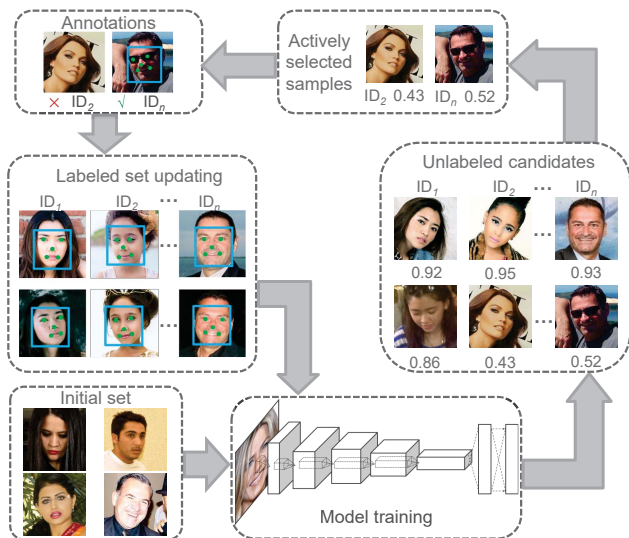 Annotations
× ID2 √ IDn
Actively
selected
samples
ID2 0.43 IDn 0.52
Labeled set updating
ID1 ID2 ... IDn
...
...
Unlabeled candidates
ID1 ID2 ... IDn
...
0.92 0.95 0.93
...
0.86 0.43 0.52
Initial set
Model training